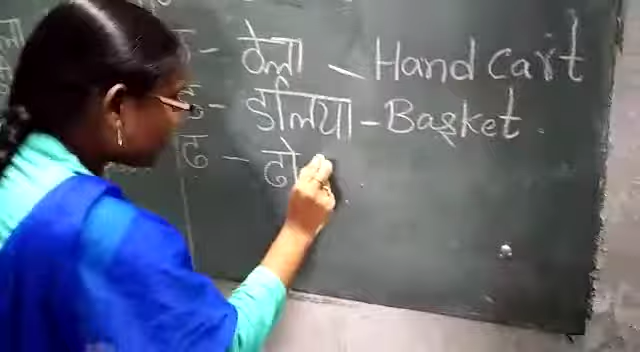 ठ - ठेला - Hand cart
ड - डलिया - Basket
ढ - ढो